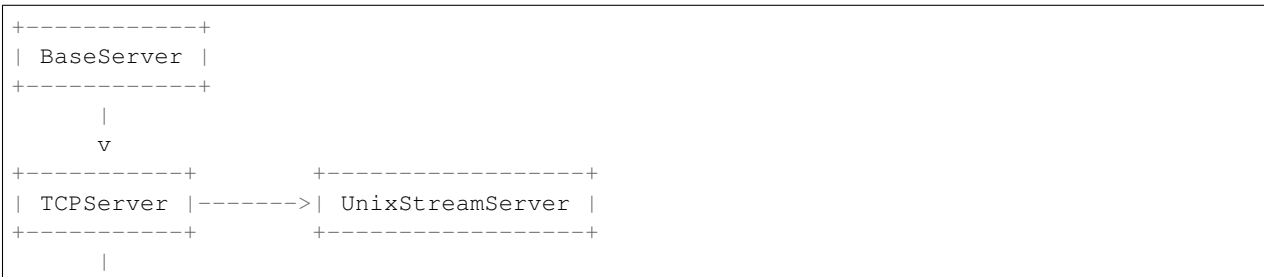 +------------+
| BaseServer |
+------------+
      |
      v
+-----------+        +------------------+
| TCPServer |------->| UnixStreamServer |
+-----------+        +------------------+
      |